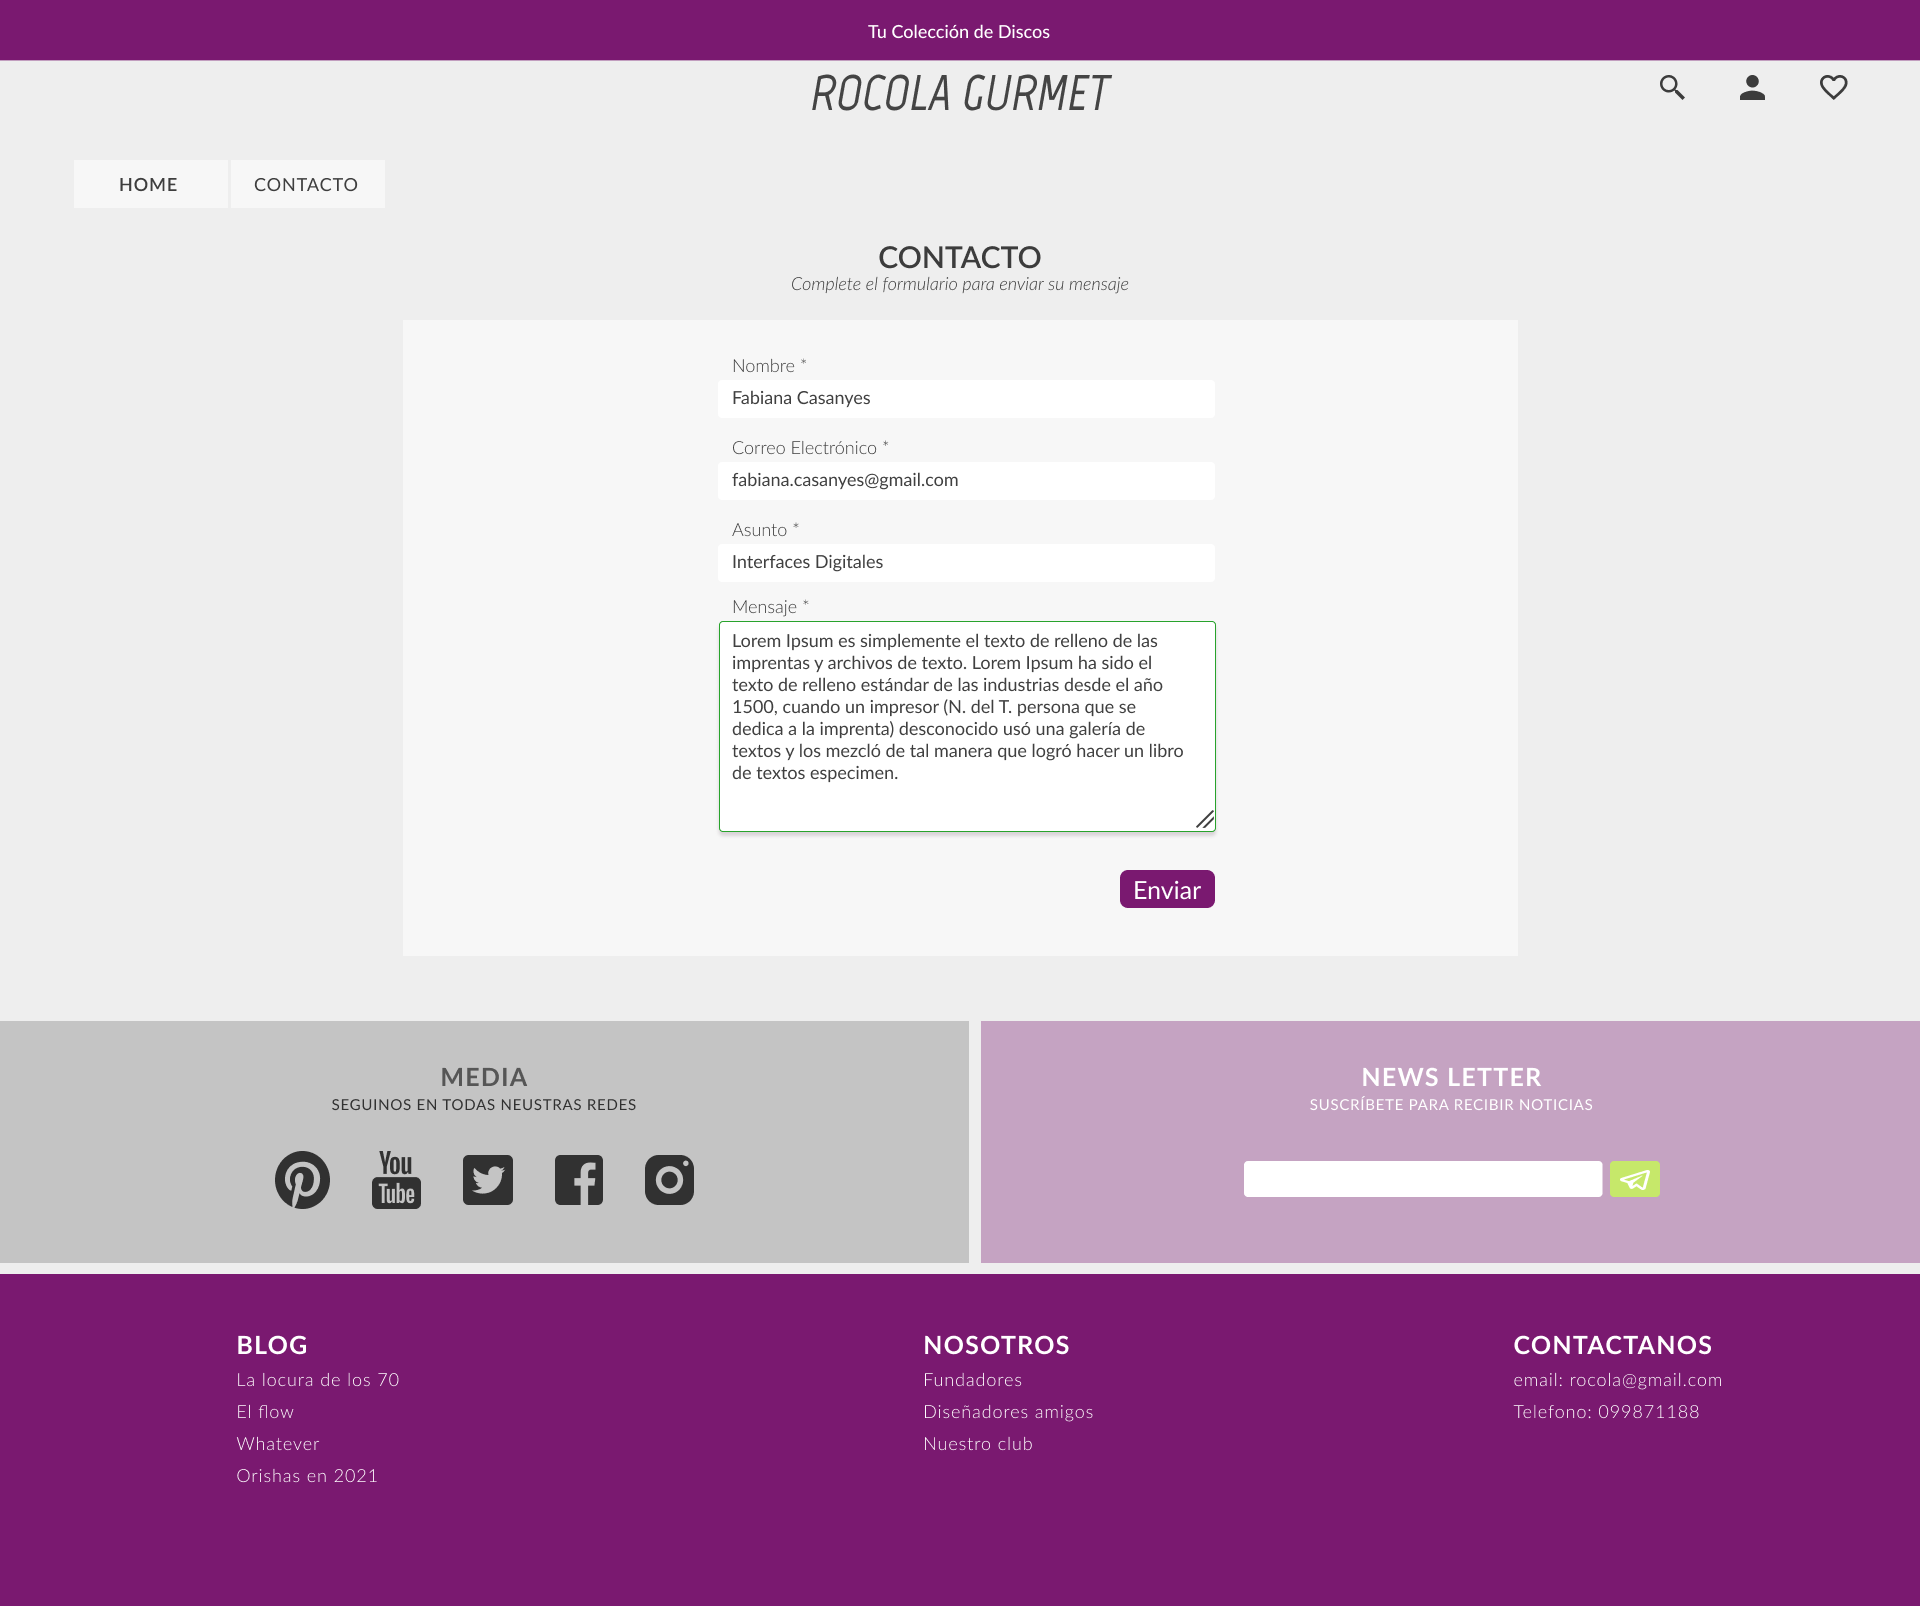 Tu Colección de Discos
ROCOLA GURMET
HOME
CONTACTO
CONTACTO
Complete el formulario para enviar su mensaje
Nombre *
Fabiana Casanyes
Correo Electrónico *
fabiana.casanyes@gmail.com
Asunto *
Interfaces Digitales
Mensaje *
Lorem Ipsum es simplemente el texto de relleno de las
imprentas y archivos de texto. Lorem Ipsum ha sido el
texto de relleno estándar de las industrias desde el año
1500, cuando un impresor (N. del T. persona que se
dedica a la imprenta) desconocido usó una galería de
textos y los mezcló de tal manera que logró hacer un libro
de textos especimen.
Enviar
MEDIA
SEGUINOS EN TODAS NEUSTRAS REDES
You
Tube
NEWS LETTER
SUSCRÍBETE PARA RECIBIR NOTICIAS
BLOG
La locura de los 70
El flow
Whatever
Orishas en 2021
NOSOTROS
Fundadores
Diseñadores amigos
Nuestro club
CONTACTANOS
email: rocola@gmail.com
Telefono: 099871188